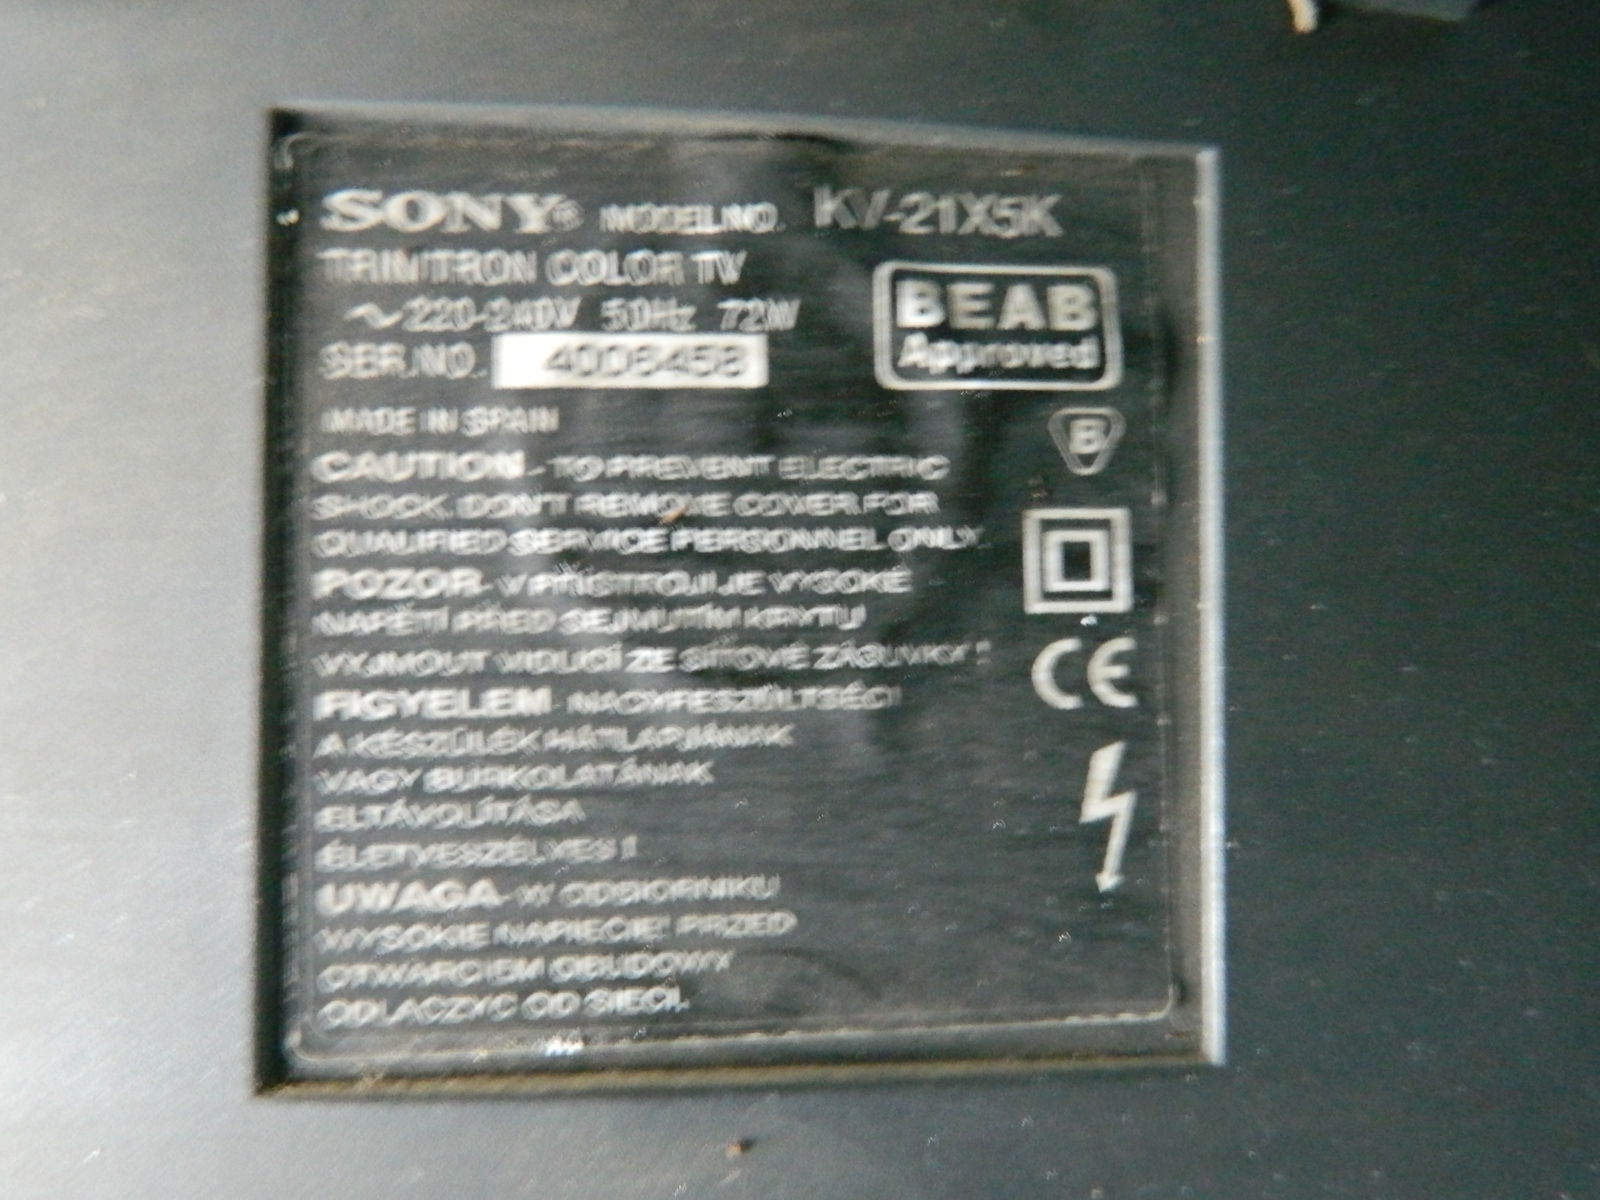 SONY® MODEL NO. KV-21X5K
TRINITRON COLOR TV
~220-240V 50Hz 72W
BEAB
Approved
SER.NO. 4006458
MADE IN SPAIN
B
CAUTION - TO PREVENT ELECTRIC
SHOCK, DON'T REMOVE COVER FOR
QUALIFIED SERVICE PERSONNEL ONLY.
POZOR - V PŘÍSTROJI JE VYSOKÉ
NAPĚTÍ PŘED SEJMUTÍM KRYTU
VYJMOUT VIDLICI ZE SÍŤOVÉ ZÁSUVKY !
CE
FIGYELEM - NAGYFESZÜLTSÉG!
A KÉSZÜLÉK HÁTLAPJÁNAK
VAGY BURKOLATÁNAK
ELTÁVOLÍTÁSA
ÉLETVESZÉLYES !
UWAGA - W ODBIORNIKU
WYSOKIE NAPIECIE! PRZED
OTWARCIEM OBUDOWY
ODLACZYC OD SIECI.